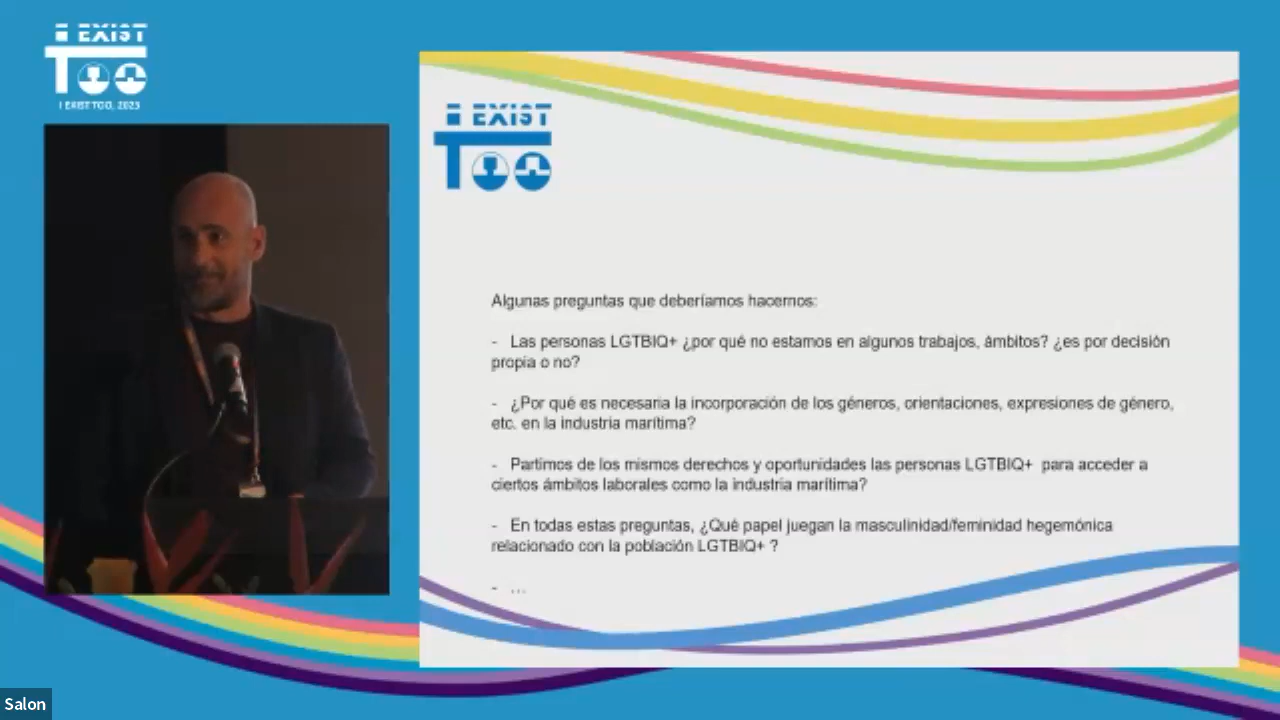 I EXIST
TOO
I EXIST TOO, 2023
I EXIST
TOO
Algunas preguntas que deberíamos hacernos:
- Las personas LGTBIQ+ ¿por qué no estamos en algunos trabajos, ámbitos? ¿es por decisión
propia o no?
- ¿Por qué es necesaria la incorporación de los géneros, orientaciones, expresiones de género,
etc. en la industria marítima?
- Partimos de los mismos derechos y oportunidades las personas LGTBIQ+ para acceder a
ciertos ámbitos laborales como la industria marítima?
- En todas estas preguntas, ¿Qué papel juegan la masculinidad/feminidad hegemónica
relacionado con la población LGTBIQ+ ?
- ...
Salon